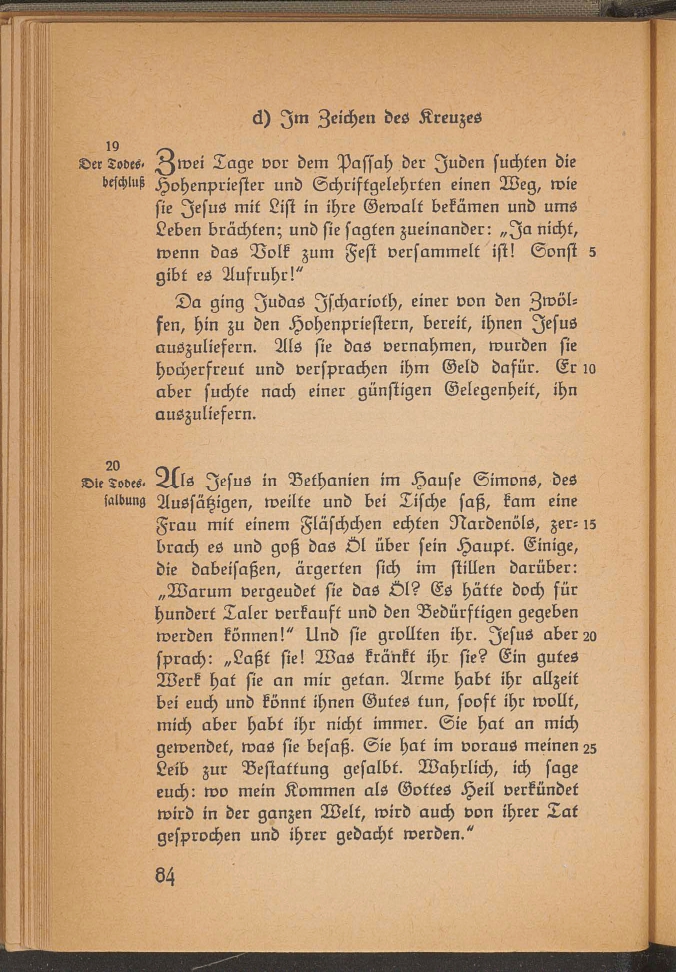 d) Im Zeichen des Kreuzes
19
Der Todes-
beschluß
Zwei Tage vor dem Passah der Juden suchten die
Hohenpriester und Schriftgelehrten einen Weg, wie
sie Jesus mit List in ihre Gewalt bekämen und ums
Leben brächten; und sie sagten zueinander: „Ja nicht,
wenn das Volk zum Fest versammelt ist! Sonst 5
gibt es Aufruhr!“
Da ging Judas Ischarioth, einer von den Zwöl-
fen, hin zu den Hohenpriestern, bereit, ihnen Jesus
auszuliefern. Als sie das vernahmen, wurden sie
hocherfreut und versprachen ihm Geld dafür. Er 10
aber suchte nach einer günstigen Gelegenheit, ihn
auszuliefern.
20
Die Todes-
salbung
Als Jesus in Bethanien im Hause Simons, des
Aussätzigen, weilte und bei Tische saß, kam eine
Frau mit einem Fläschchen echten Nardenöls, zer- 15
brach es und goß das Öl über sein Haupt. Einige,
die dabeisaßen, ärgerten sich im stillen darüber:
„Warum vergeudet sie das Öl? Es hätte doch für
hundert Taler verkauft und den Bedürftigen gegeben
werden können!“ Und sie grollten ihr. Jesus aber 20
sprach: „Laßt sie! Was kränkt ihr sie? Ein gutes
Werk hat sie an mir getan. Arme habt ihr allzeit
bei euch und könnt ihnen Gutes tun, sooft ihr wollt,
mich aber habt ihr nicht immer. Sie hat an mich
gewendet, was sie besaß. Sie hat im voraus meinen 25
Leib zur Bestattung gesalbt. Wahrlich, ich sage
euch: wo mein Kommen als Gottes Heil verkündet
wird in der ganzen Welt, wird auch von ihrer Tat
gesprochen und ihrer gedacht werden.“
84